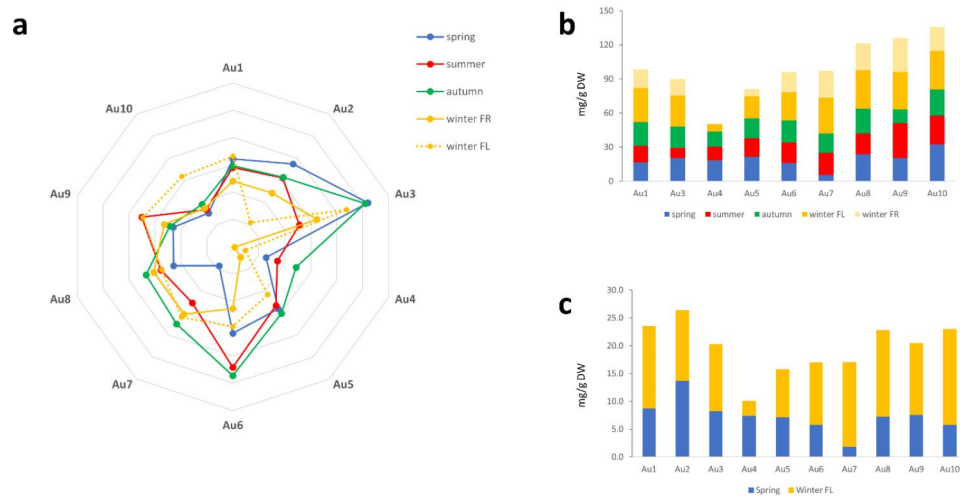 a
spring
summer
autumn
winter FR
winter FL
Au1
Au2
Au3
Au4
Au5
Au6
Au7
Au8
Au9
Au10
b
mg/g DW
150
120
90
60
30
0
Au1 Au3 Au4 Au5 Au6 Au7 Au8 Au9 Au10
spring summer autumn winter FL winter FR
c
mg/g DW
30.0
25.0
20.0
15.0
10.0
5.0
0.0
Au1 Au2 Au3 Au4 Au5 Au6 Au7 Au8 Au9 Au10
Spring Winter FL